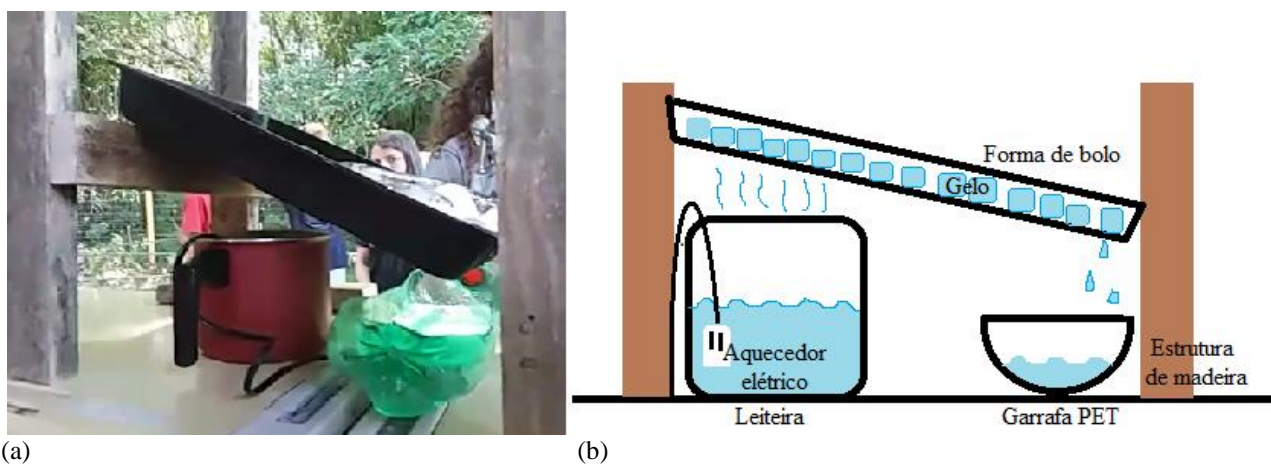 Forma de bolo
Gelo
Aquecedor
elétrico
Estrutura
de madeira
Leiteira
Garrafa PET
(a)
(b)